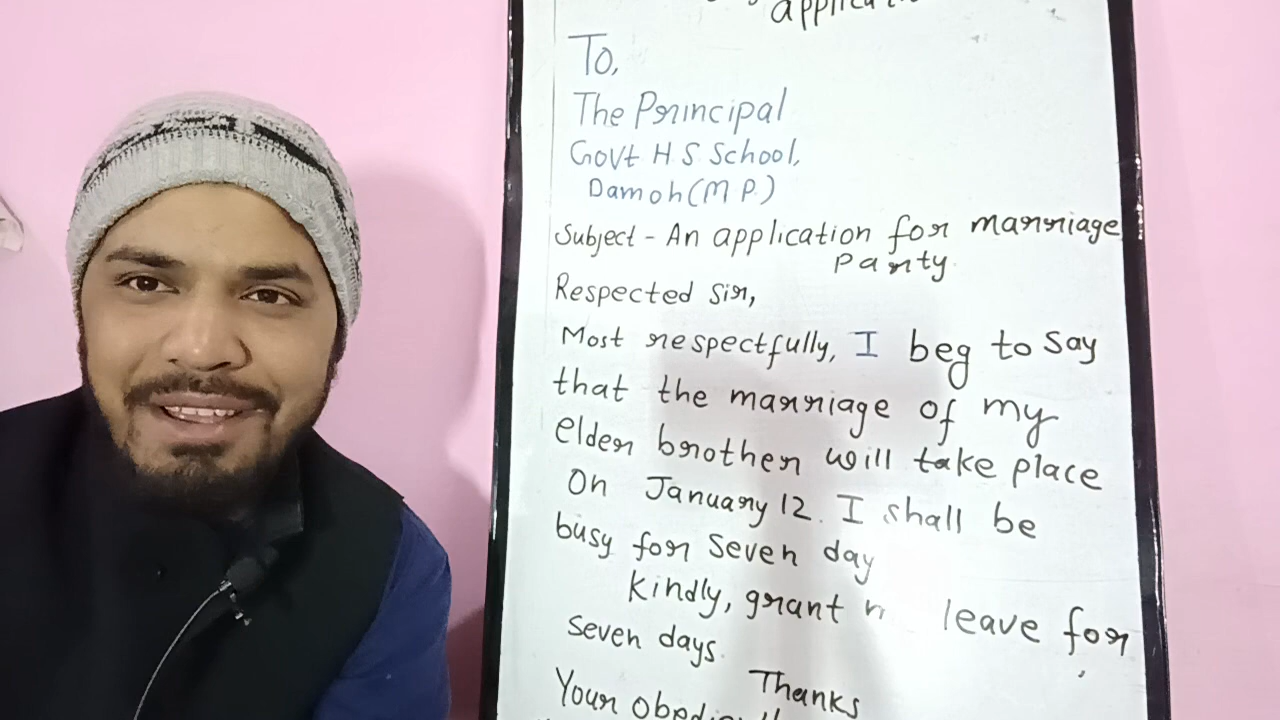 To,
The Principal
Govt H S School,
Damoh (M P.)
Subject - An application for marriage
Party
Respected Sir,
Most respectfully, I beg to say
that the marriage of my
elder brother will take place
on January 12. I shall be
busy for seven day
Kindly, grant leave for
seven days.
Thanks
Your